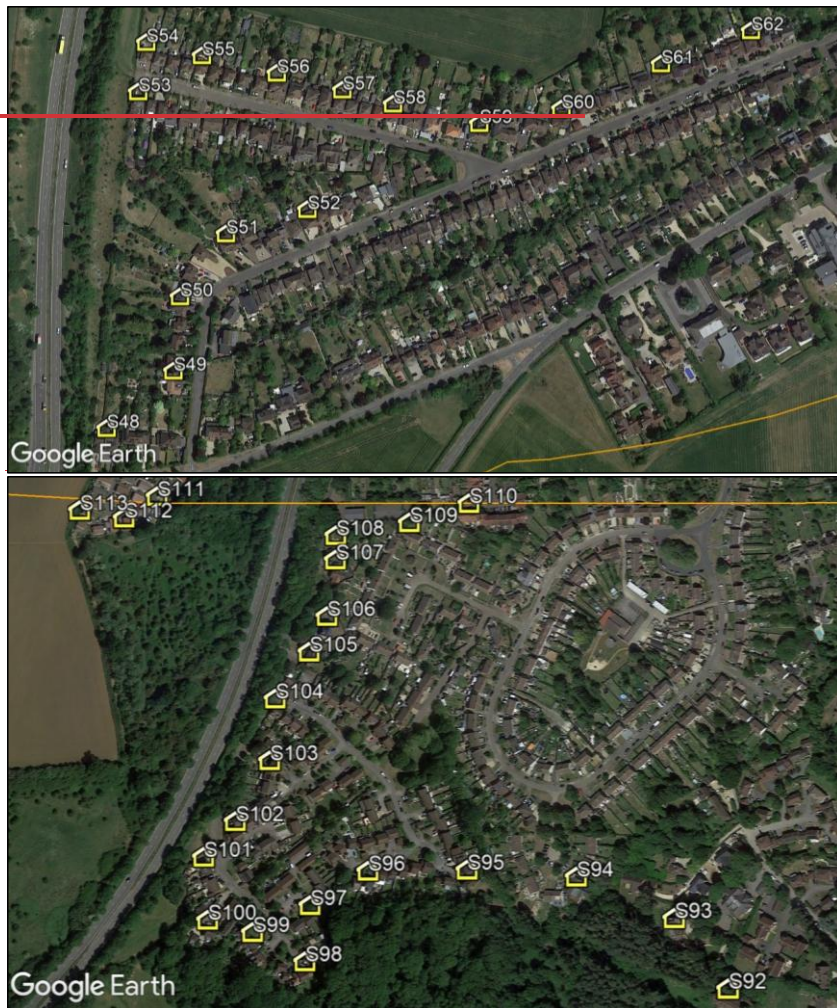 S62
S54
S55
S61
S56
S53
S57
S58
S60
S59
S52
S51
S50
S49
S48
Google Earth
S111
S110
S113
S112
S109
S108
S107
S106
S105
S104
S103
S102
S101
S96
S95
S94
S97
S100
S93
S99
S98
S92
Google Earth